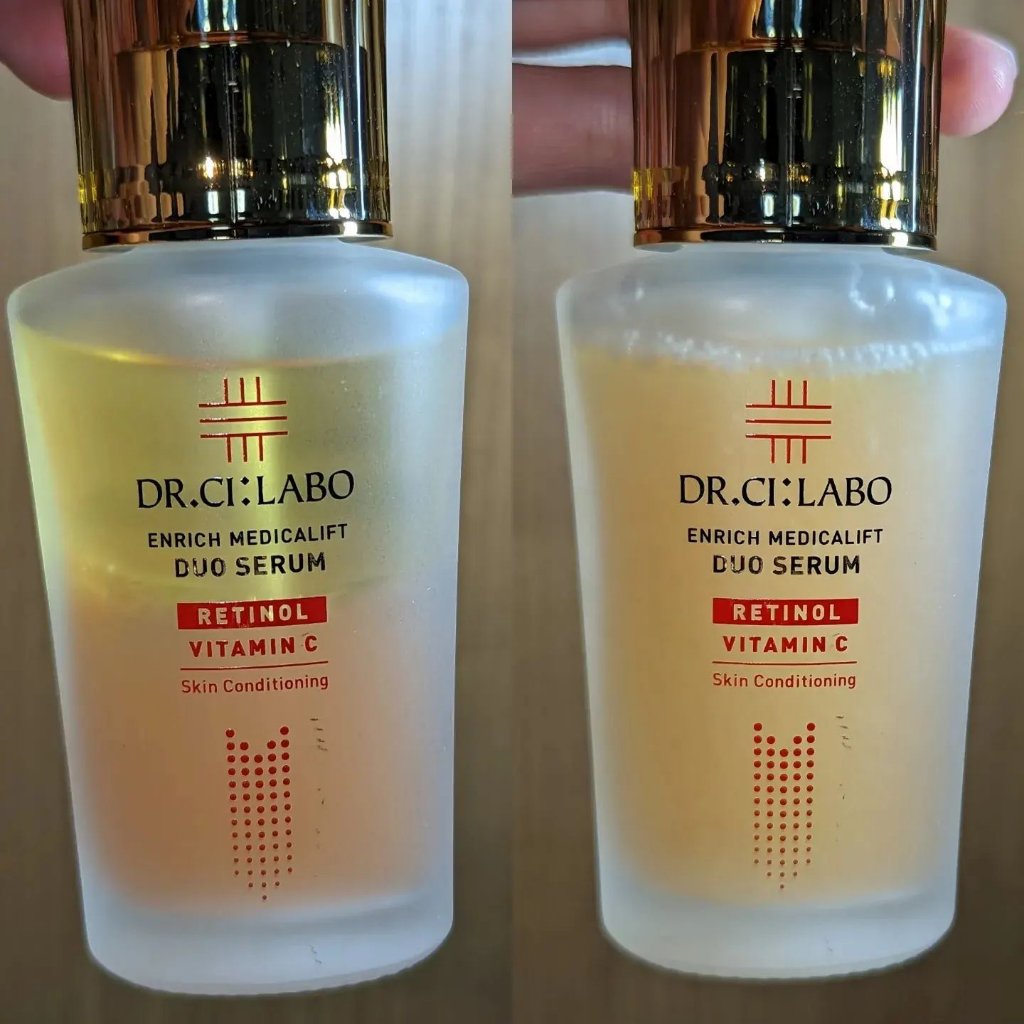 DR.CI:LABO
ENRICH MEDICALIFT
DUO SERUM
RETINOL
VITAMIN C
Skin Conditioning
DR.CI:LABO
ENRICH MEDICALIFT
DUO SERUM
RETINOL
VITAMIN C
Skin Conditioning